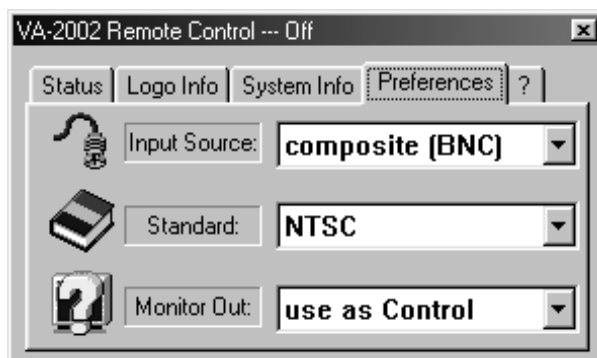 VA-2002 Remote Control --- Off
Status Logo Info System Info Preferences ?
Input Source: composite (BNC)
Standard: NTSC
Monitor Out: use as Control